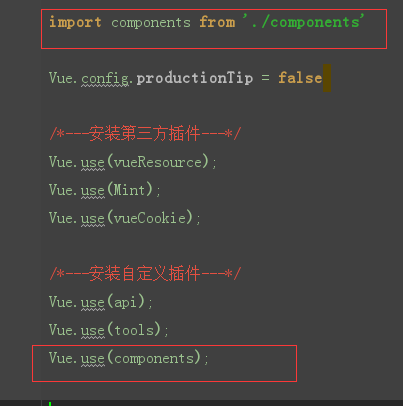 import components from './components'
Vue.config.productionTip = false
/*---安装第三方插件---*/
Vue.use(vueResource);
Vue.use(Mint);
Vue.use(vueCookie);
/*---安装自定义插件---*/
Vue.use(api);
Vue.use(tools);
Vue.use(components);